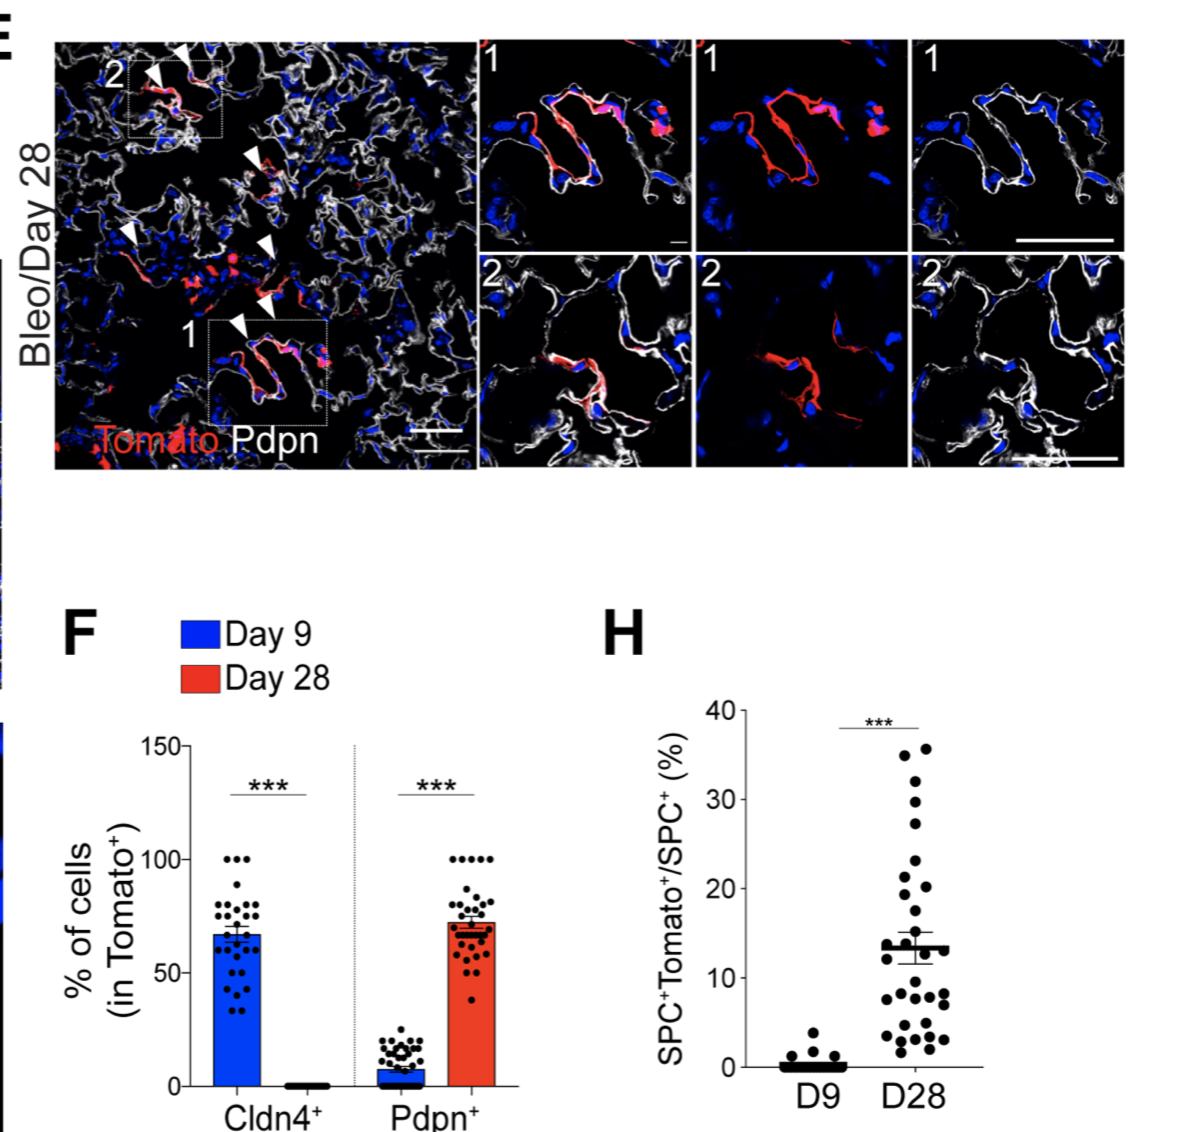 E
Bleo/Day 28
2
1
Tomato Pdpn
1
1
1
2
2
2
F
Day 9
Day 28
% of cells
(in Tomato⁺)
150
100
50
0
***
***
Cldn4⁺
Pdpn⁺
H
SPC⁺Tomato⁺/SPC⁺ (%)
40
30
20
10
0
***
D9
D28